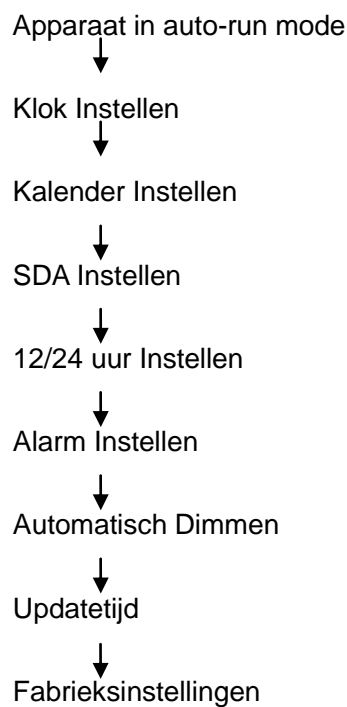 Apparaat in auto-run mode
Klok Instellen
Kalender Instellen
SDA Instellen
12/24 uur Instellen
Alarm Instellen
Automatisch Dimmen
Updatetijd
Fabrieksinstellingen